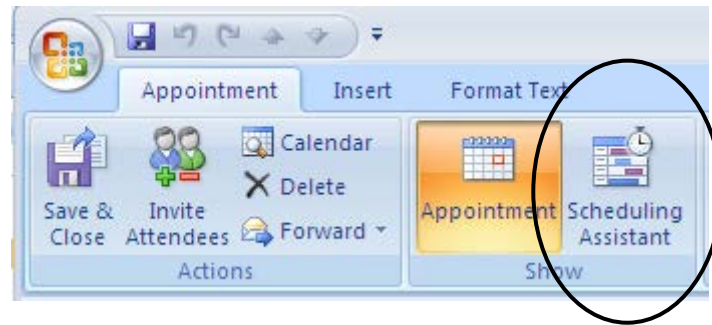 Appointment Insert Format Text
Calendar
Delete
Save & Close
Invite Attendees
Forward
Appointment
Scheduling Assistant
Actions
Show